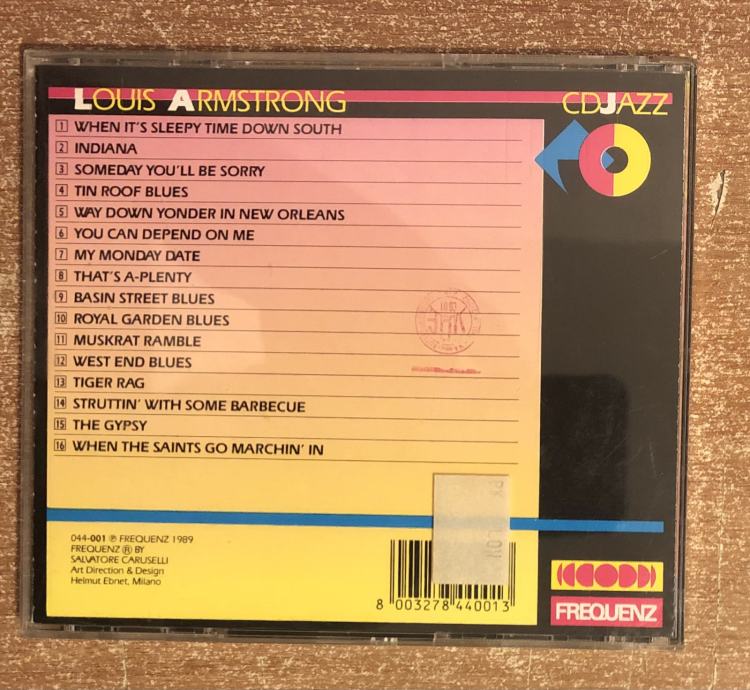 LOUIS ARMSTRONG
CDJAZZ
1 WHEN IT'S SLEEPY TIME DOWN SOUTH
2 INDIANA
3 SOMEDAY YOU'LL BE SORRY
4 TIN ROOF BLUES
5 WAY DOWN YONDER IN NEW ORLEANS
6 YOU CAN DEPEND ON ME
7 MY MONDAY DATE
8 THAT'S A-PLENTY
9 BASIN STREET BLUES
10 ROYAL GARDEN BLUES
11 MUSKRAT RAMBLE
12 WEST END BLUES
13 TIGER RAG
14 STRUTTIN' WITH SOME BARBECUE
15 THE GYPSY
16 WHEN THE SAINTS GO MARCHIN' IN
044-001 ℗ FREQUENZ 1989
FREQUENZ ® BY
SALVATORE CARUSELLI
Art Direction & Design
Helmut Ebnet, Milano
8 003278 440013
FREQUENZ